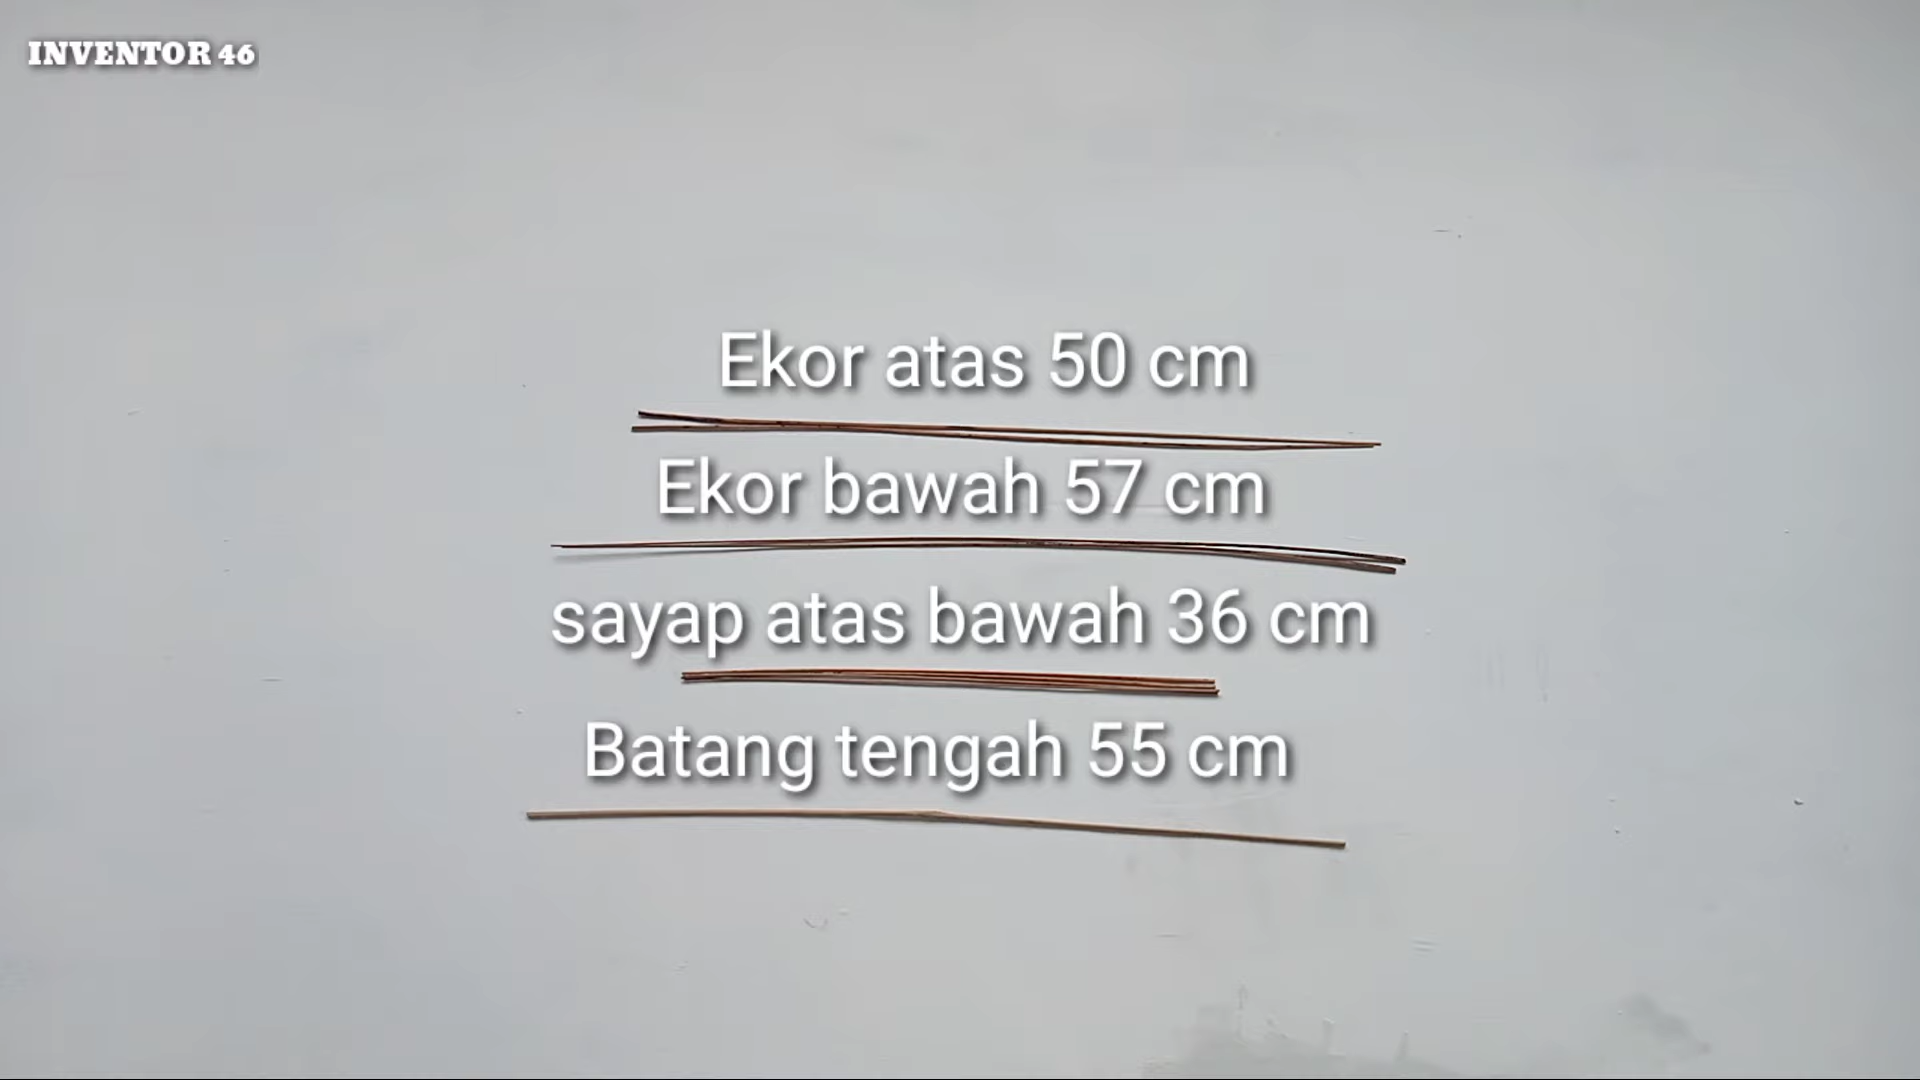 INVENTOR 46
Ekor atas 50 cm
Ekor bawah 57 cm
sayap atas bawah 36 cm
Batang tengah 55 cm